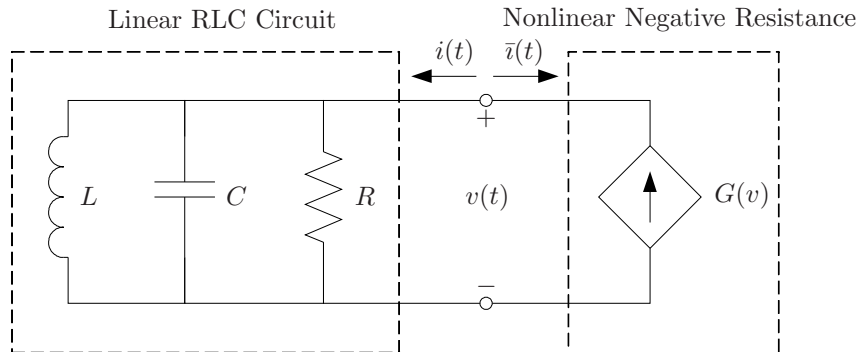 Linear RLC Circuit
Nonlinear Negative Resistance
i(t)
ῑ(t)
+
L
C
R
v(t)
G(v)
−